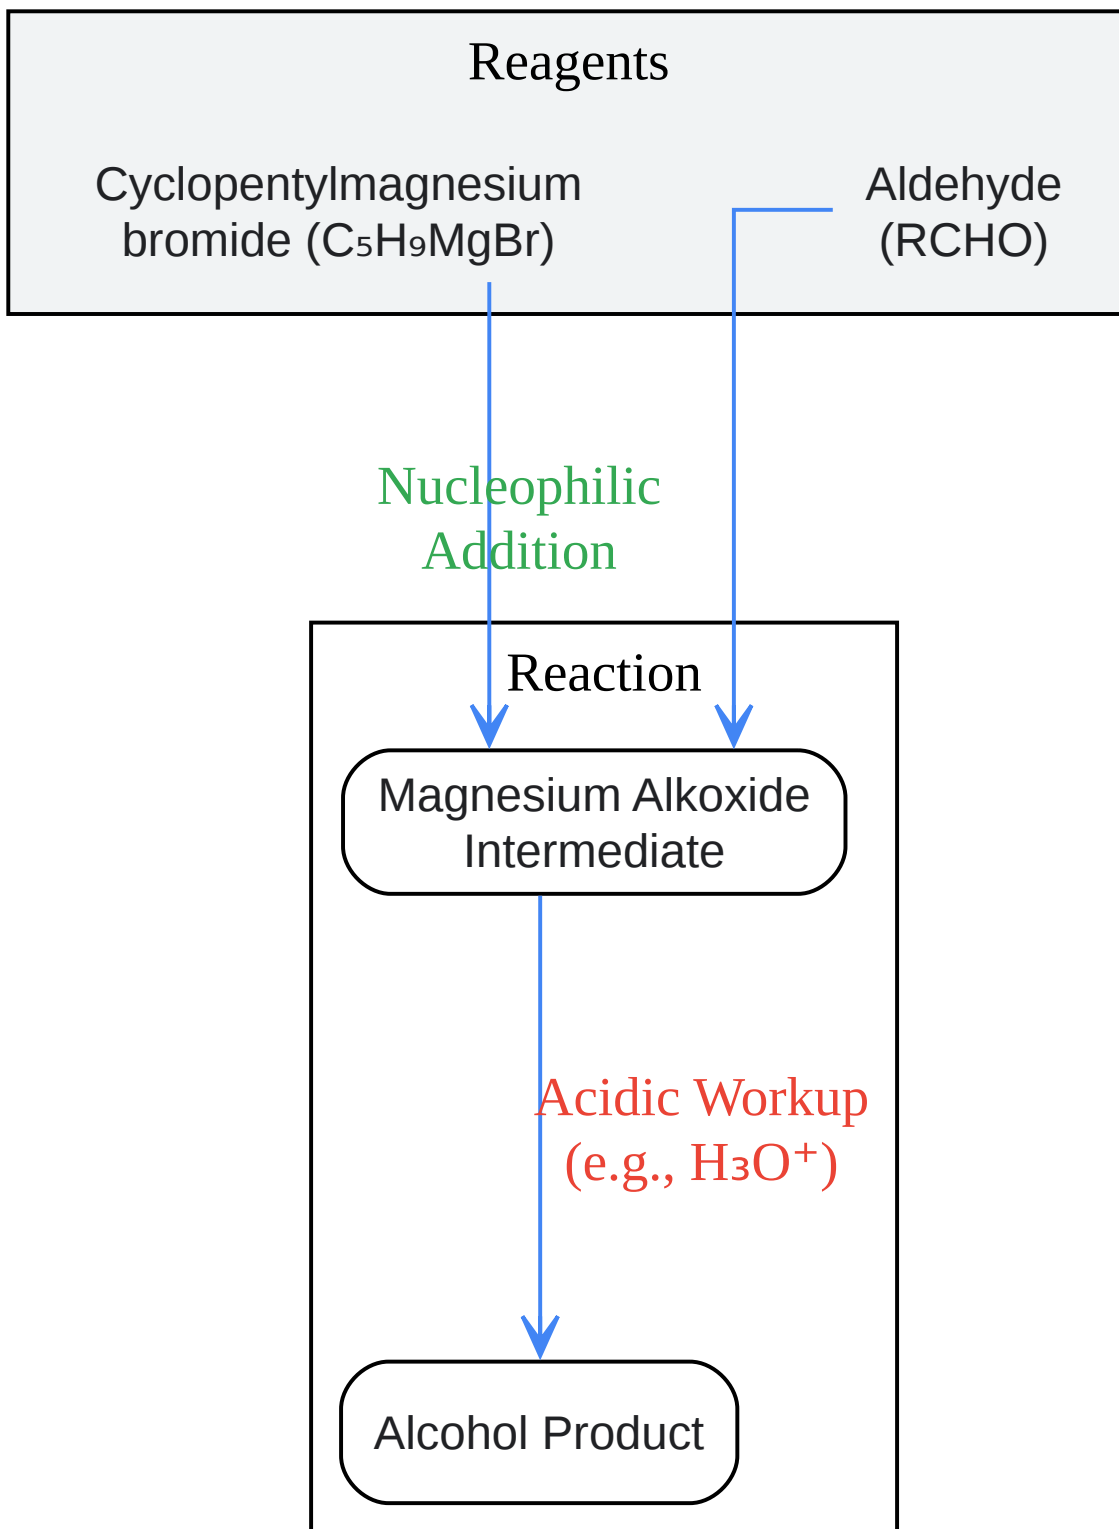 Reagents
Cyclopentylmagnesium
bromide (C₅H₉MgBr)
Aldehyde
(RCHO)
Nucleophilic
Addition
Reaction
Magnesium Alkoxide
Intermediate
Acidic Workup
(e.g., H₃O⁺)
Alcohol Product